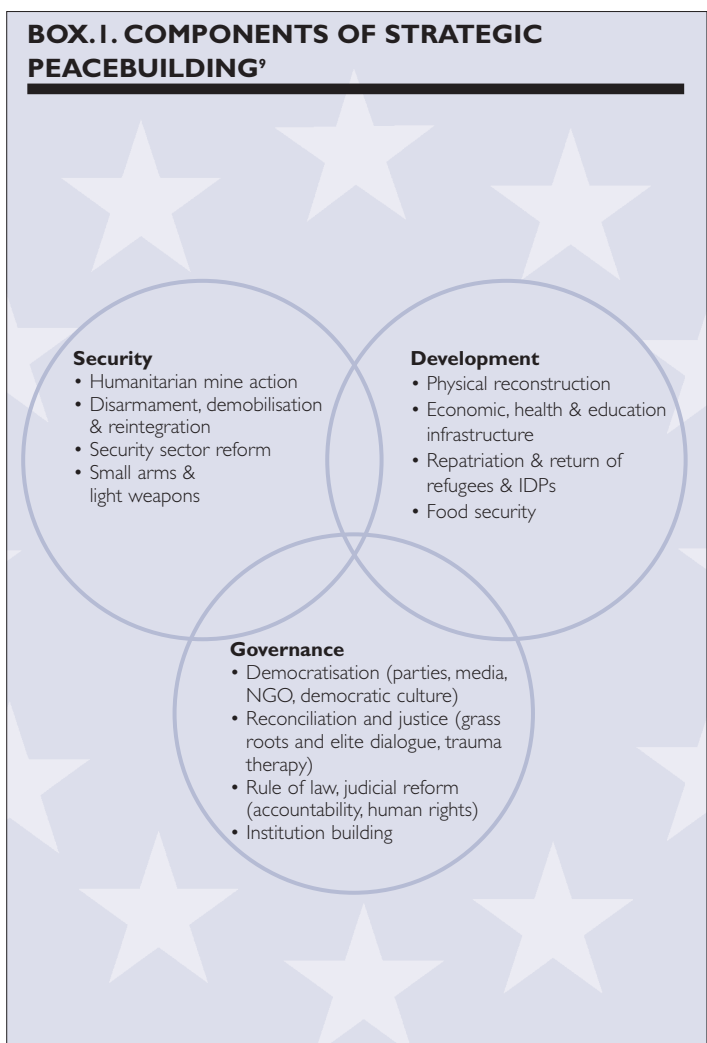 BOX.1. COMPONENTS OF STRATEGIC
PEACEBUILDING⁹
Security
• Humanitarian mine action
• Disarmament, demobilisation
& reintegration
• Security sector reform
• Small arms &
light weapons
Development
• Physical reconstruction
• Economic, health & education
infrastructure
• Repatriation & return of
refugees & IDPs
• Food security
Governance
• Democratisation (parties, media,
NGO, democratic culture)
• Reconciliation and justice (grass
roots and elite dialogue, trauma
therapy)
• Rule of law, judicial reform
(accountability, human rights)
• Institution building